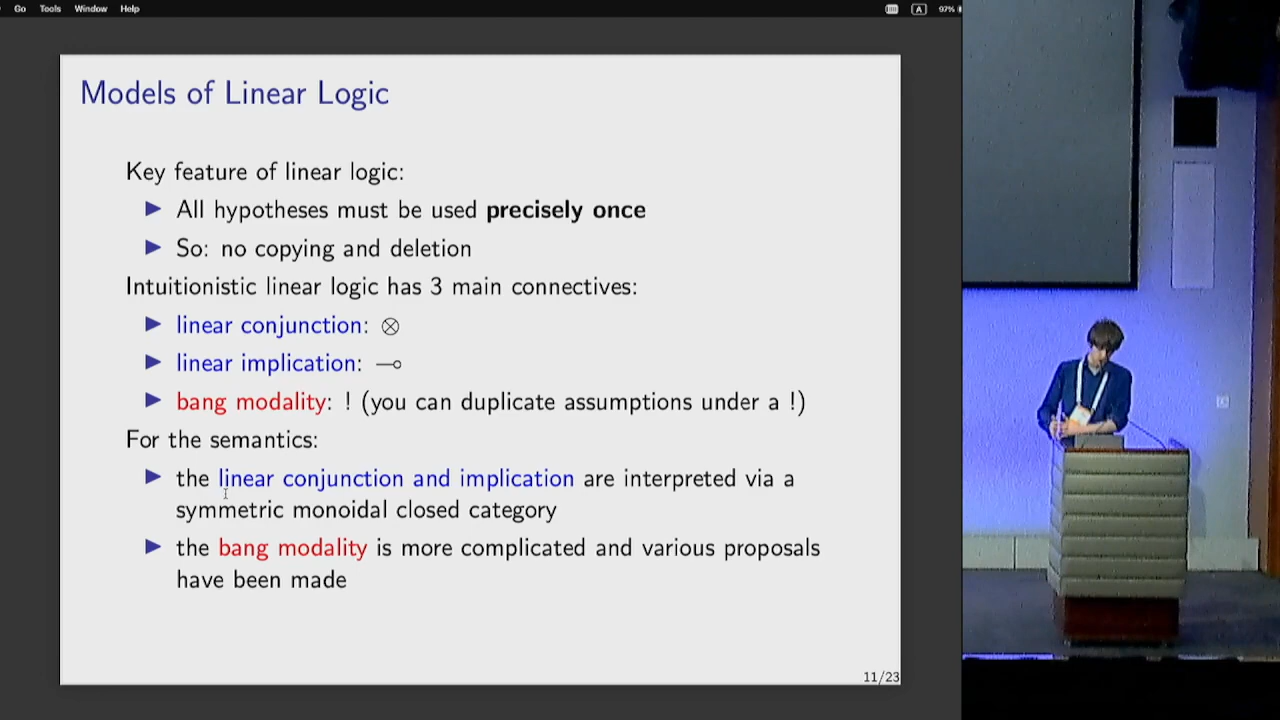 Go Tools Window Help A 97%
Models of Linear Logic
Key feature of linear logic:
▶ All hypotheses must be used precisely once
▶ So: no copying and deletion
Intuitionistic linear logic has 3 main connectives:
▶ linear conjunction: ⊗
▶ linear implication: ⊸
▶ bang modality: ! (you can duplicate assumptions under a !)
For the semantics:
▶ the linear conjunction and implication are interpreted via a
symmetric monoidal closed category
▶ the bang modality is more complicated and various proposals
have been made
11/23